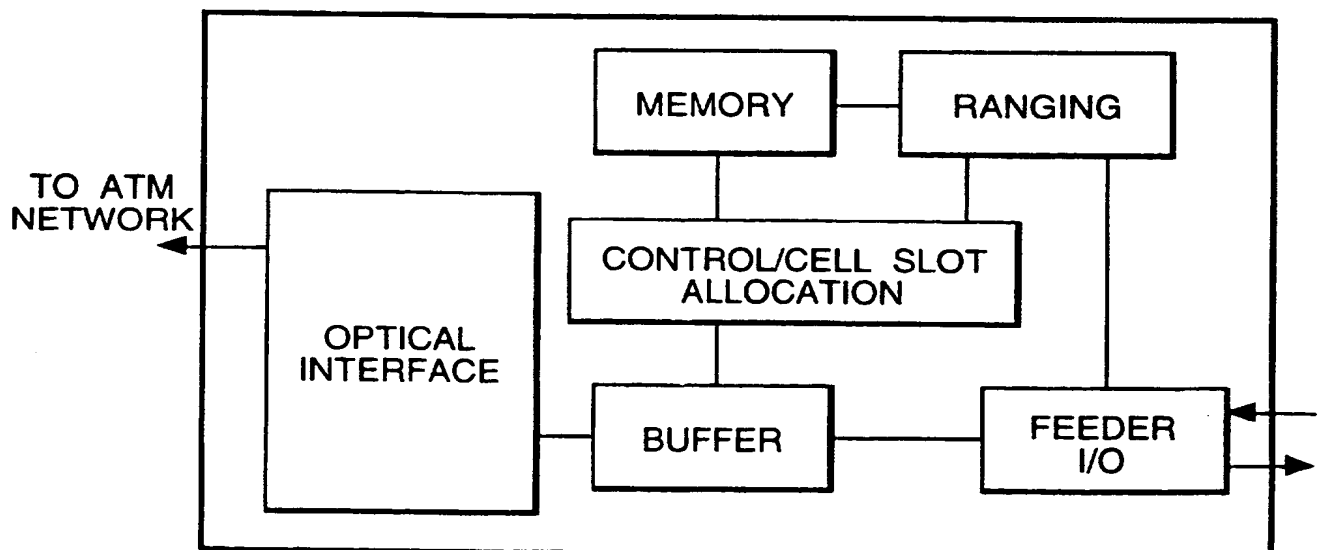 MEMORY
RANGING
TO ATM
NETWORK
CONTROL/CELL SLOT
ALLOCATION
OPTICAL
INTERFACE
BUFFER
FEEDER
I/O